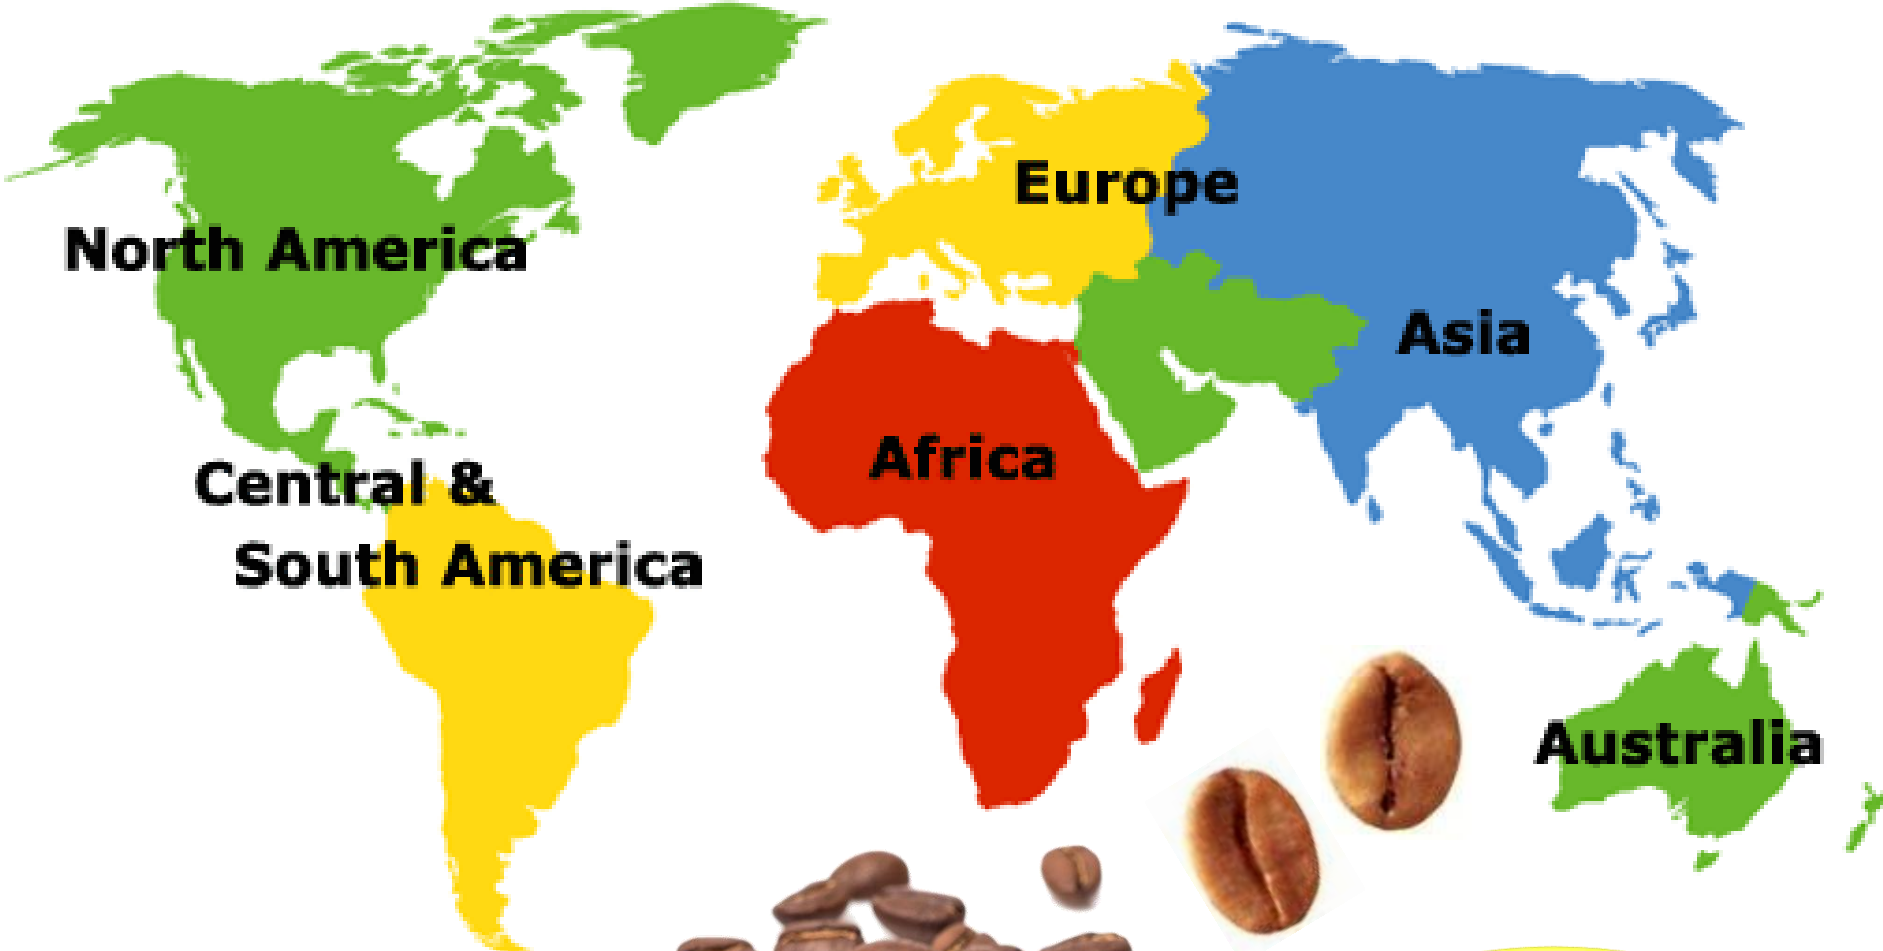 North America
Europe
Asia
Africa
Central &
South America
Australia